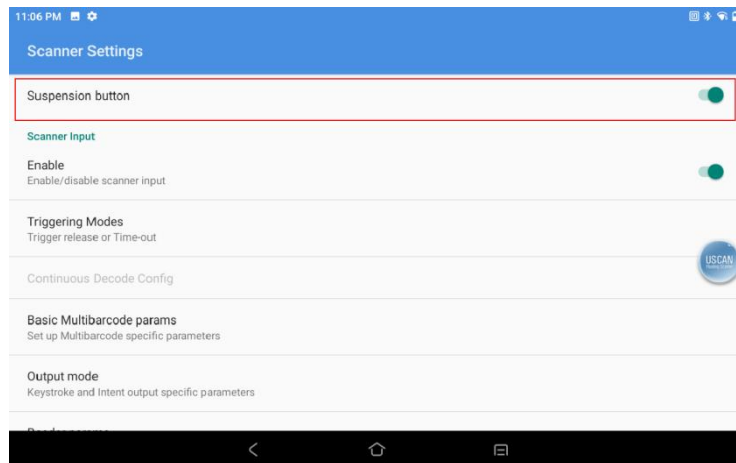 11:06 PM
Scanner Settings
Suspension button
Scanner Input
Enable
Enable/disable scanner input
Triggering Modes
Trigger release or Time-out
USCAN
Continuous Decode Config
Basic Multibarcode params
Set up Multibarcode specific parameters
Output mode
Keystroke and Intent output specific parameters